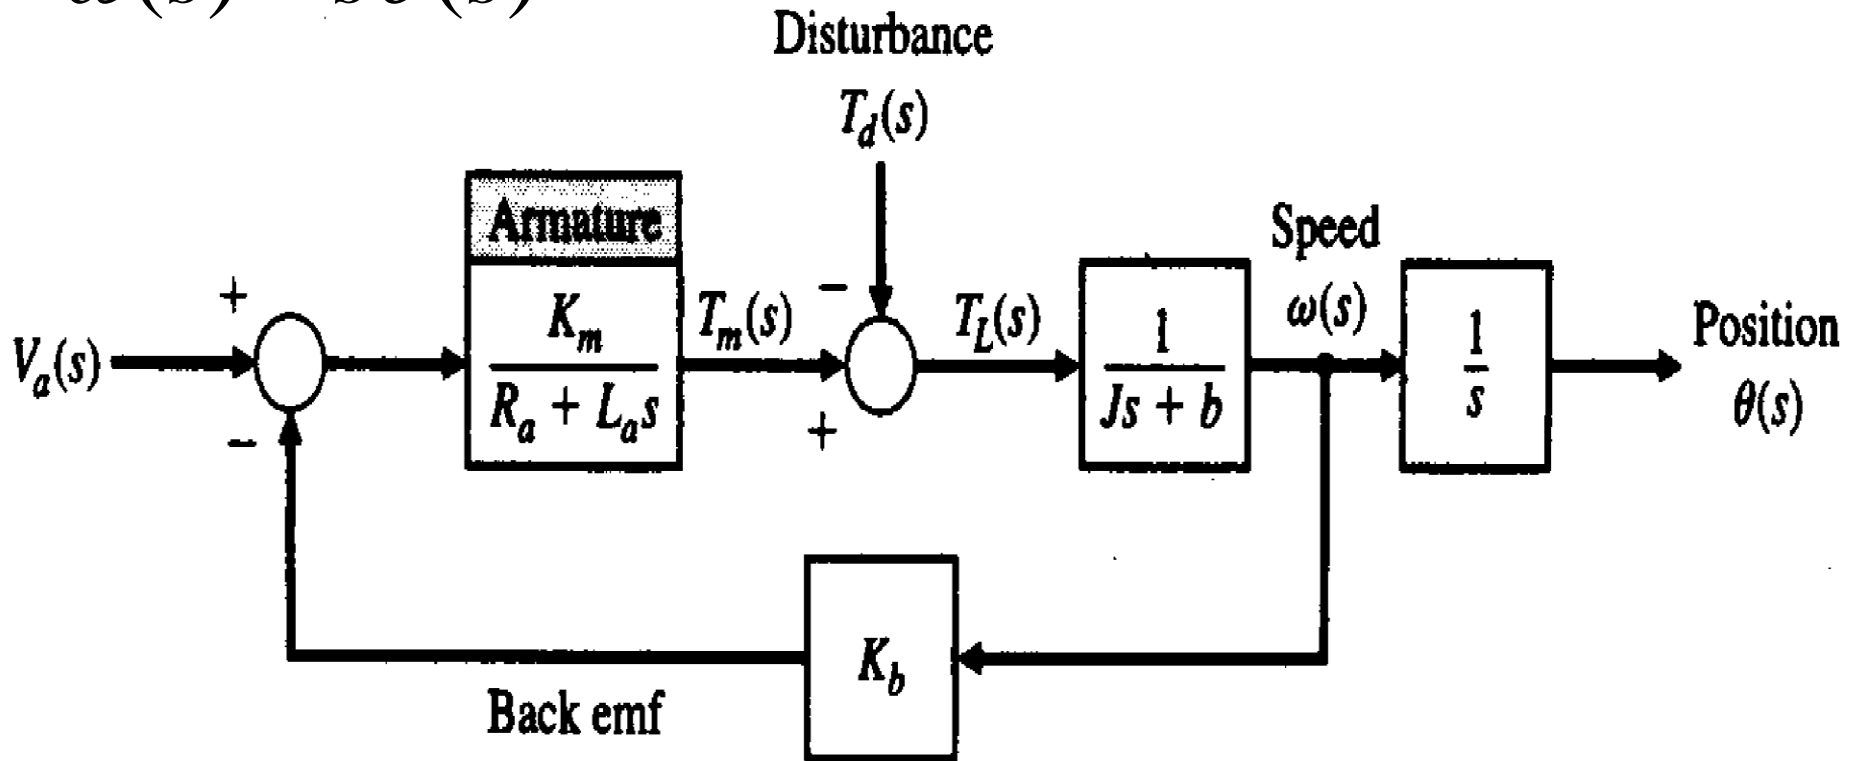 Disturbance
T_d(s)
Armature
Speed
ω(s)
+
K_m
T_m(s)
−
T_L(s)
1
1
Position
V_a(s)
R_a + L_a s
Js + b
s
θ(s)
−
+
K_b
Back emf